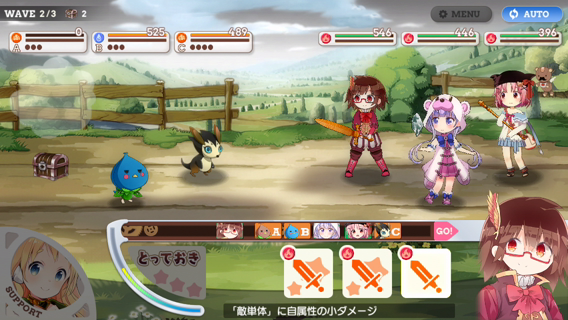 WAVE 2/3 2
MENU
AUTO
0
525
489
546
446
396
A
B
C
A B C GO!
とっておき
SUPPORT
「敵単体」に自属性の小ダメージ